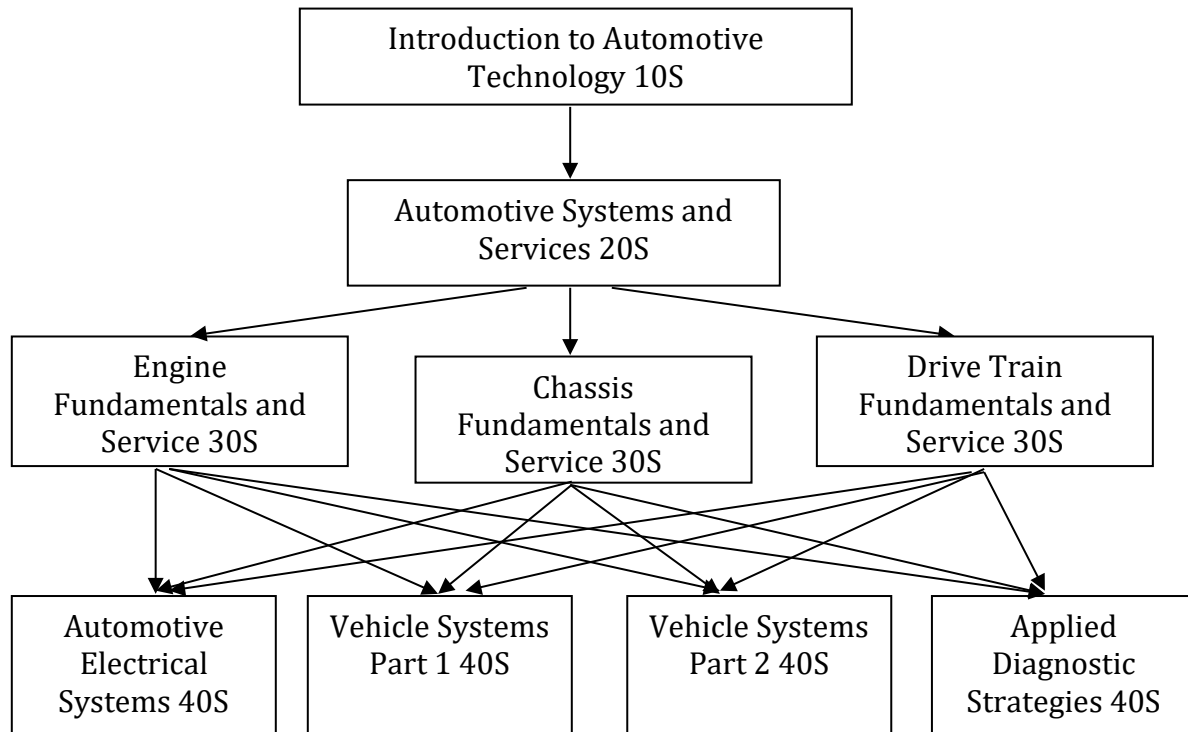 Introduction to Automotive
Technology 10S
Automotive Systems and
Services 20S
Engine
Fundamentals and
Service 30S
Chassis
Fundamentals and
Service 30S
Drive Train
Fundamentals and
Service 30S
Automotive
Electrical
Systems 40S
Vehicle Systems
Part 1 40S
Vehicle Systems
Part 2 40S
Applied
Diagnostic
Strategies 40S